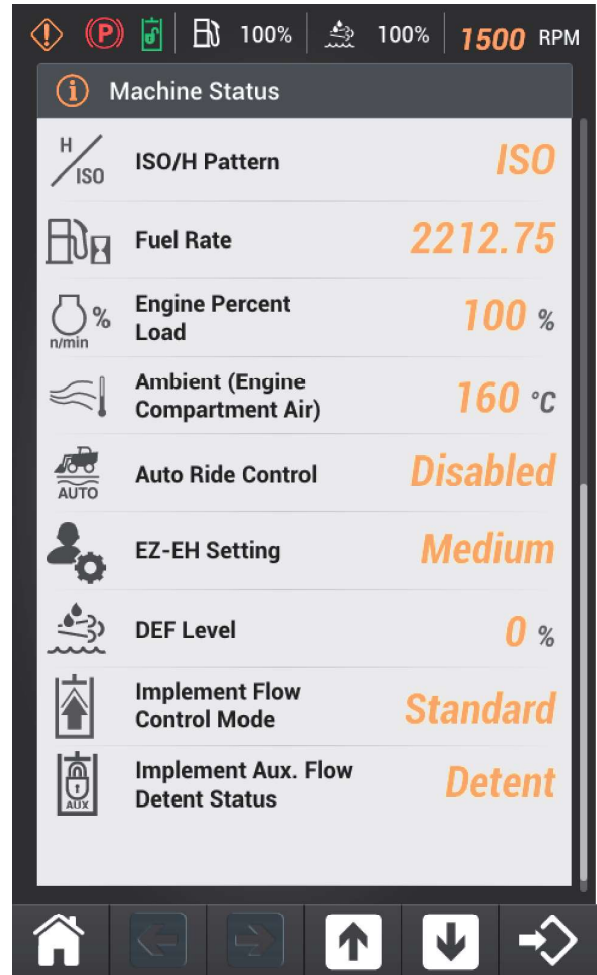 (P) 100% 100% 1500 RPM
i Machine Status
H
ISO
ISO/H Pattern ISO
Fuel Rate 2212.75
%
n/min
Engine Percent
Load
100 %
Ambient (Engine
Compartment Air)
160 °C
AUTO
Auto Ride Control Disabled
EZ-EH Setting Medium
DEF Level 0 %
Implement Flow
Control Mode
Standard
AUX
Implement Aux. Flow
Detent Status
Detent